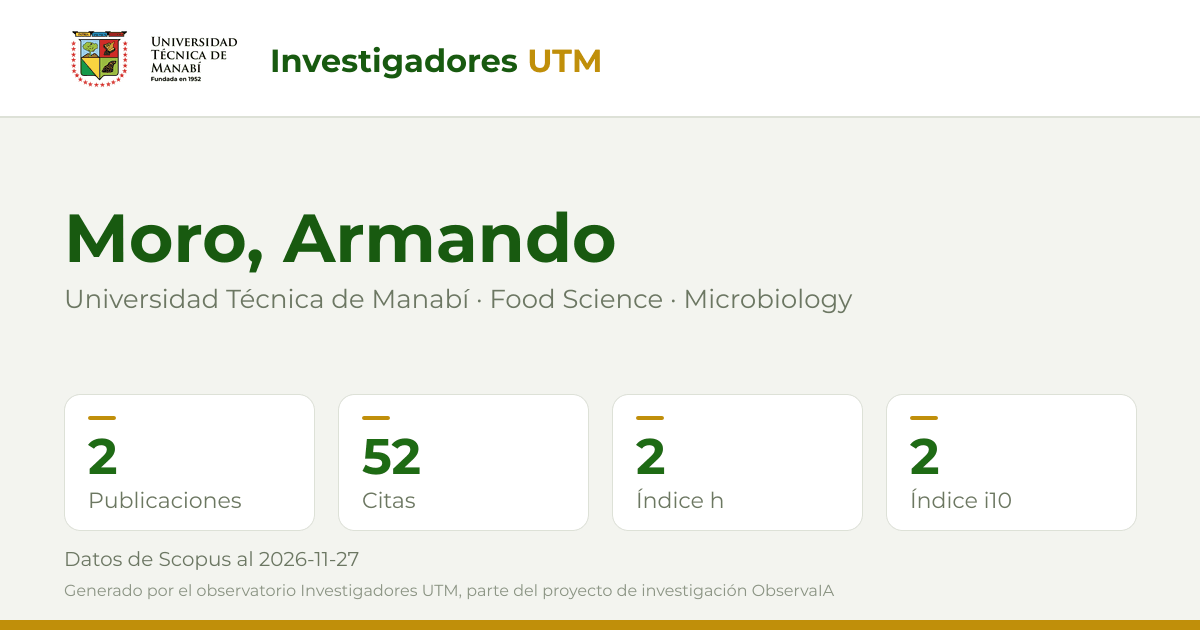 UNIVERSIDAD
TÉCNICA DE
MANABÍ
Fundada en 1952
Investigadores UTM
Moro, Armando
Universidad Técnica de Manabí · Food Science · Microbiology
2
Publicaciones
52
Citas
2
Índice h
2
Índice i10
Datos de Scopus al 2026-11-27
Generado por el observatorio Investigadores UTM, parte del proyecto de investigación ObservaIA